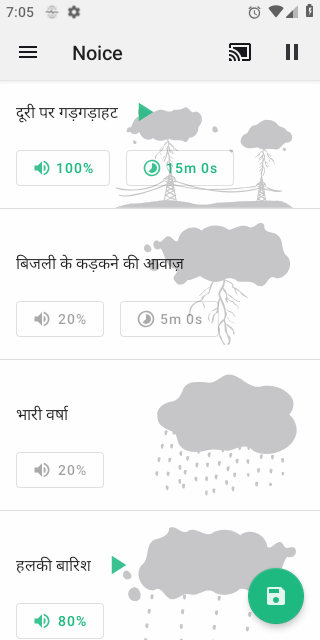 7:05
Noice
दूरी पर गड़गड़ाहट
100%
15m 0s
बिजली के कड़कने की आवाज़
20%
5m 0s
भारी वर्षा
20%
हलकी बारिश
80%